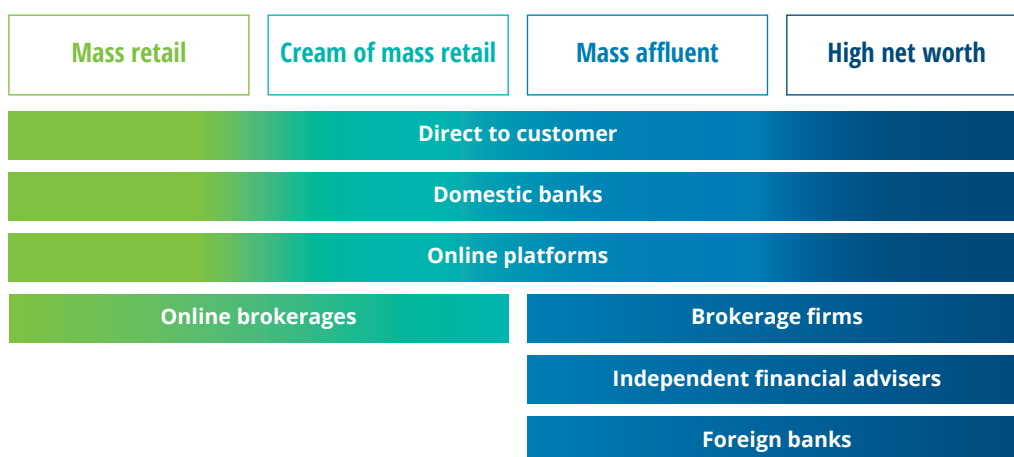 Mass retail
Cream of mass retail
Mass affluent
High net worth
Direct to customer
Domestic banks
Online platforms
Online brokerages
Brokerage firms
Independent financial advisers
Foreign banks